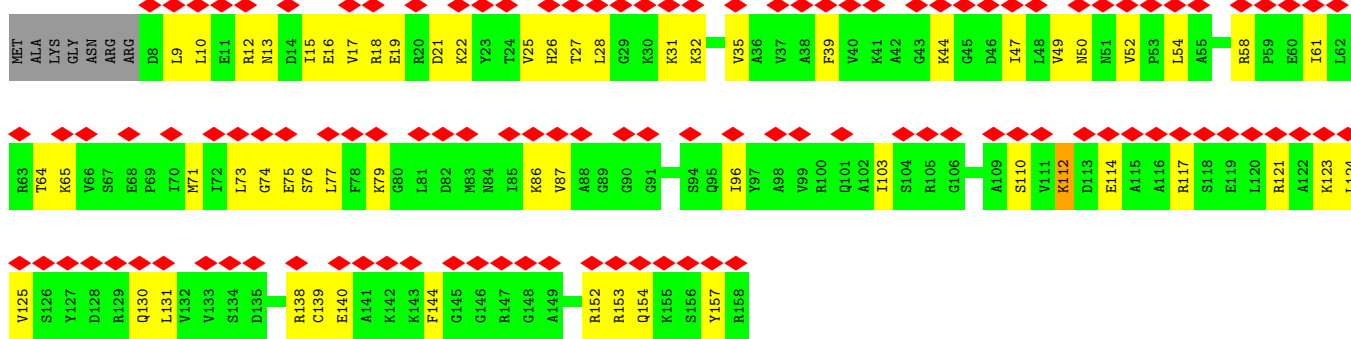 MET ALA LYS GLY ASN ARG ARG D8 L9 L10 E11 R12 N13 D14 I15 E16 V17 R18 E19 R20 D21 K22 Y23 T24 V25 H26 T27 L28 G29 K30 K31 K32 V35 A36 V37 A38 F39 V40 K41 A42 G43 K44 G45 D46 I47 L48 V49 N50 N51 V52 P53 L54 A55 R58 P59 E60 I61 L62
R63 T64 K65 V66 S67 E68 P69 I70 M71 I72 L73 G74 E75 S76 L77 F78 K79 G80 L81 D82 M83 N84 I85 K86 V87 A88 G89 G90 G91 S94 Q95 I96 Y97 A98 V99 R100 Q101 A102 I103 S104 R105 G106 A109 S110 V111 K112 D113 E114 A115 A116 R117 S118 E119 L120 R121 A122 K123 L124
V125 S126 Y127 D128 R129 Q130 L131 V132 V133 S134 D135 R138 C139 E140 A141 K142 K143 F144 G145 G146 R147 G148 A149 R152 R153 Q154 K155 S156 Y157 R158